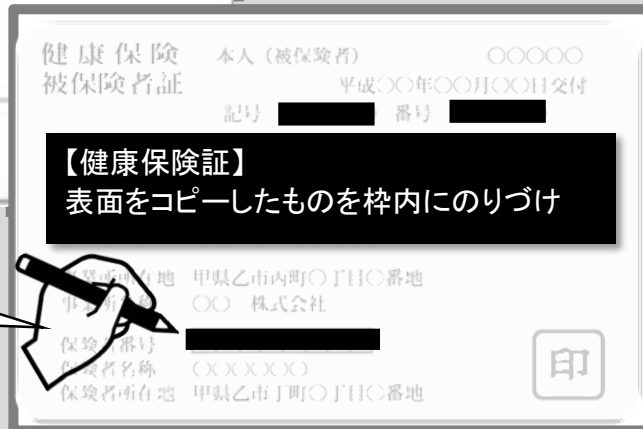 健康保険 本人（被保険者） ○○○○○
被保険者証 平成○○年○○月○○日交付
記号 番号
【健康保険証】
表面をコピーしたものを枠内にのりづけ
所在地 甲県乙市丙町○丁目○番地
○○ 株式会社
保険者番号
保険者名称 (XXXXX)
保険者所在地 甲県乙市丁町○丁目○番地
印